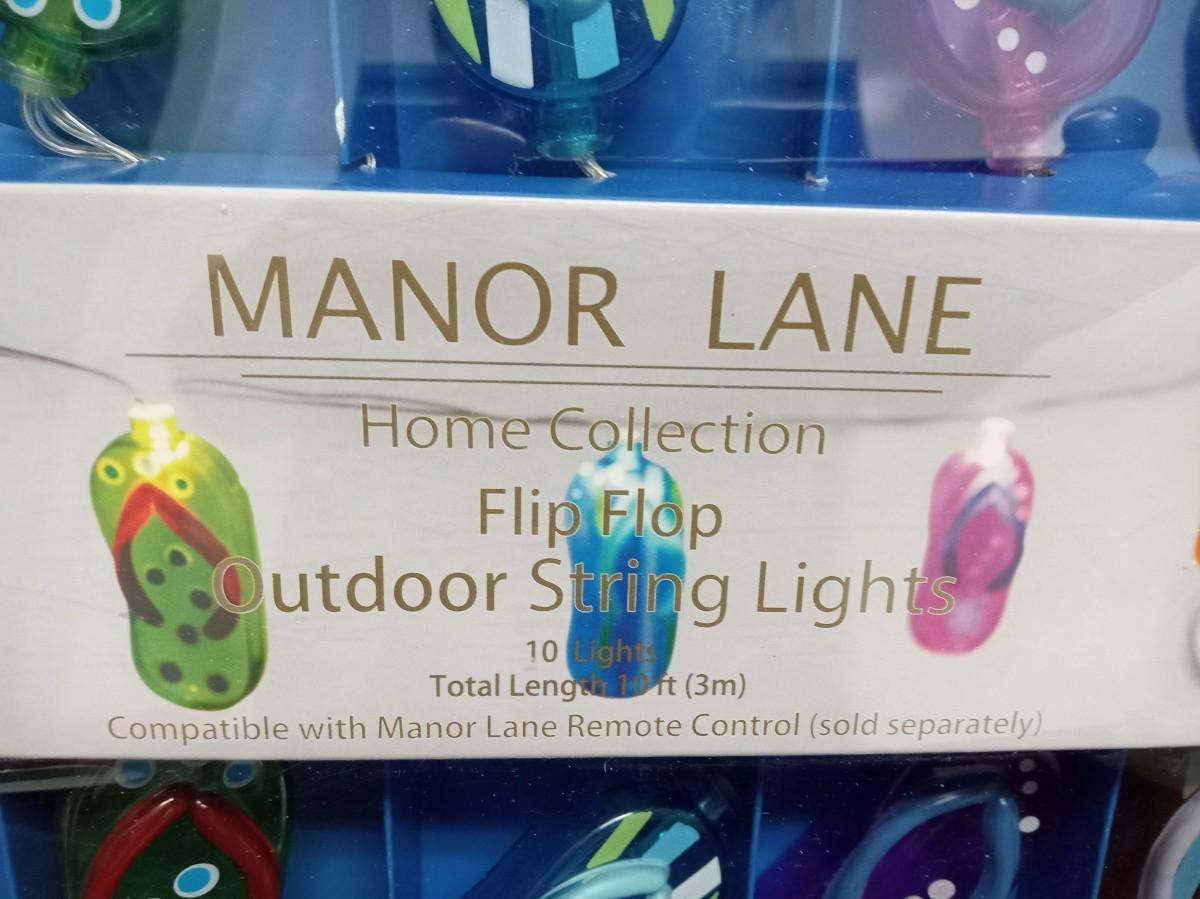 MANOR LANE
Home Collection
Flip Flop
Outdoor String Lights
10 Lights
Total Length 10 ft (3m)
Compatible with Manor Lane Remote Control (sold separately)